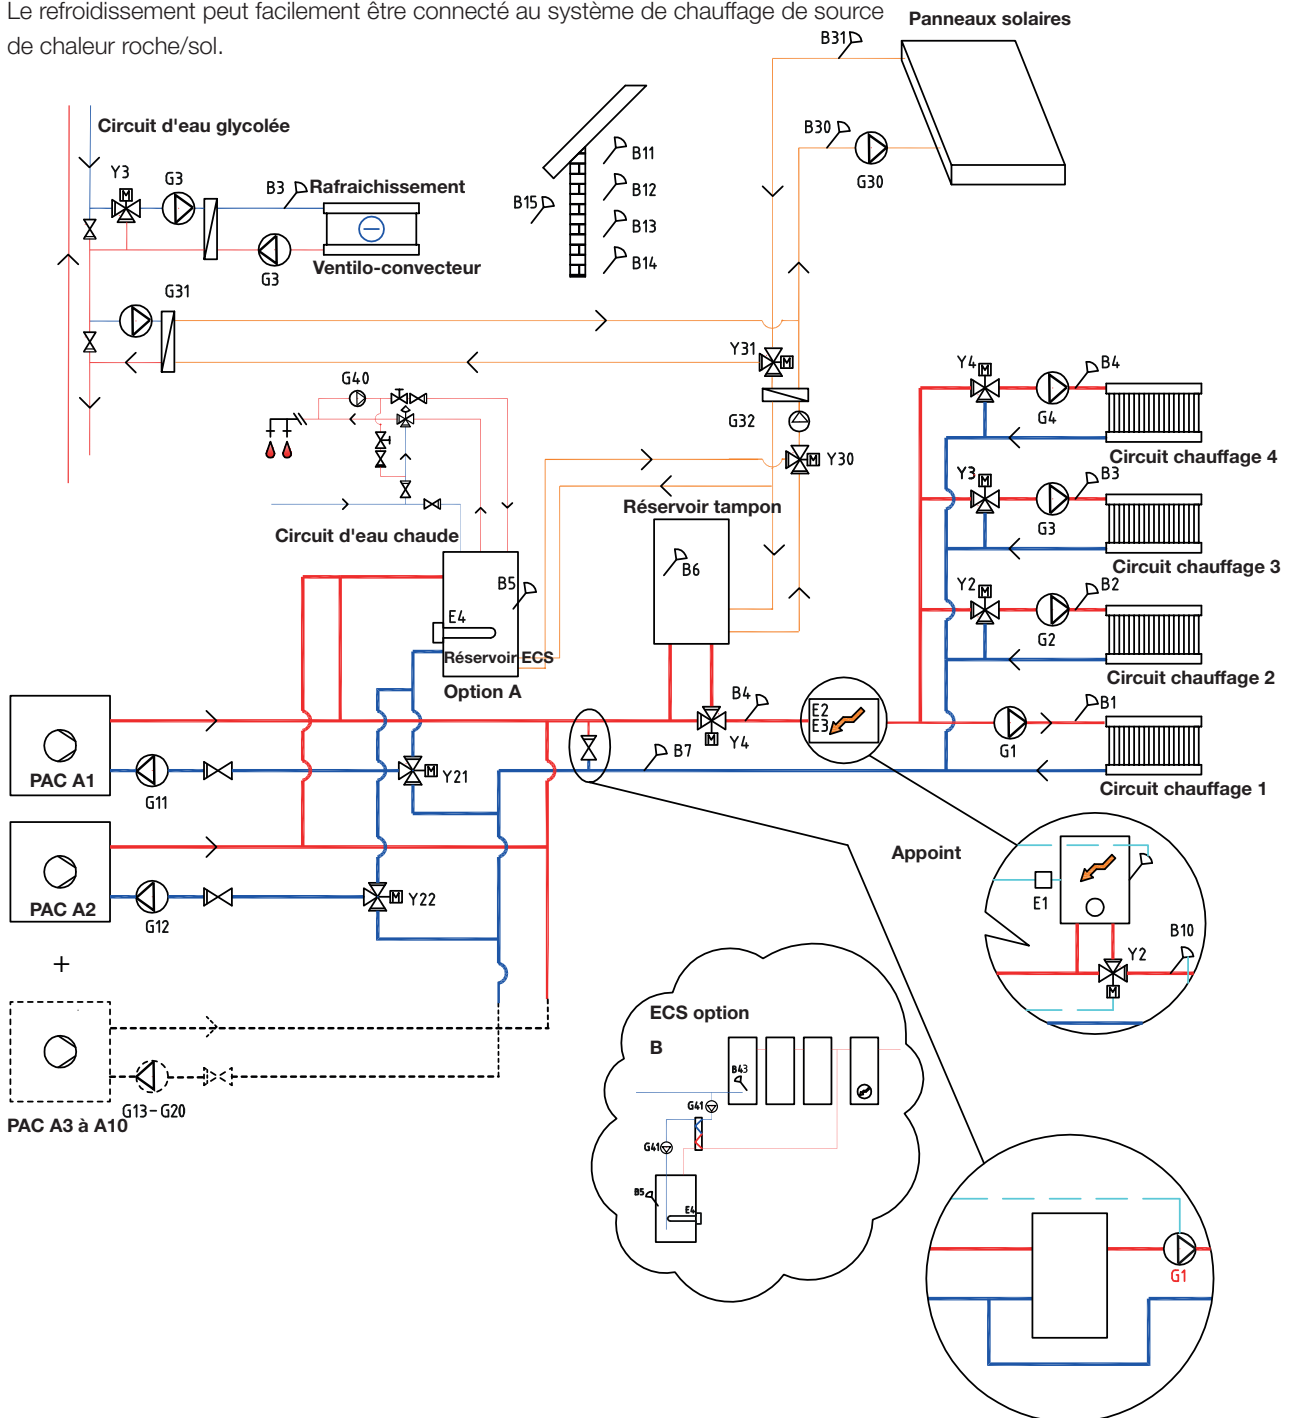 Le refroidissement peut facilement être connecté au système de chauffage de source
de chaleur roche/sol.
Panneaux solaires
B31
B30
G30
Circuit d'eau glycolée
Y3
G3
B3
Rafraichissement
G3
Ventilo-convecteur
B15
B11
B12
B13
B14
G31
Y31
G32
Y30
G40
Circuit d'eau chaude
Réservoir tampon
B6
B5
E4
Réservoir ECS
Option A
Y4
B4
G4
Circuit chauffage 4
Y3
B3
G3
Circuit chauffage 3
Y2
B2
G2
Circuit chauffage 2
B1
G1
Circuit chauffage 1
B4
Y4
E2
E3
B7
PAC A1
G11
Y21
PAC A2
G12
Y22
+
PAC A3 à A10
G13-G20
Appoint
E1
Y2
B10
ECS option
B
B43
G41
G41
B5
E4
G1
M
M
M
M
M
M
M
M
M
M